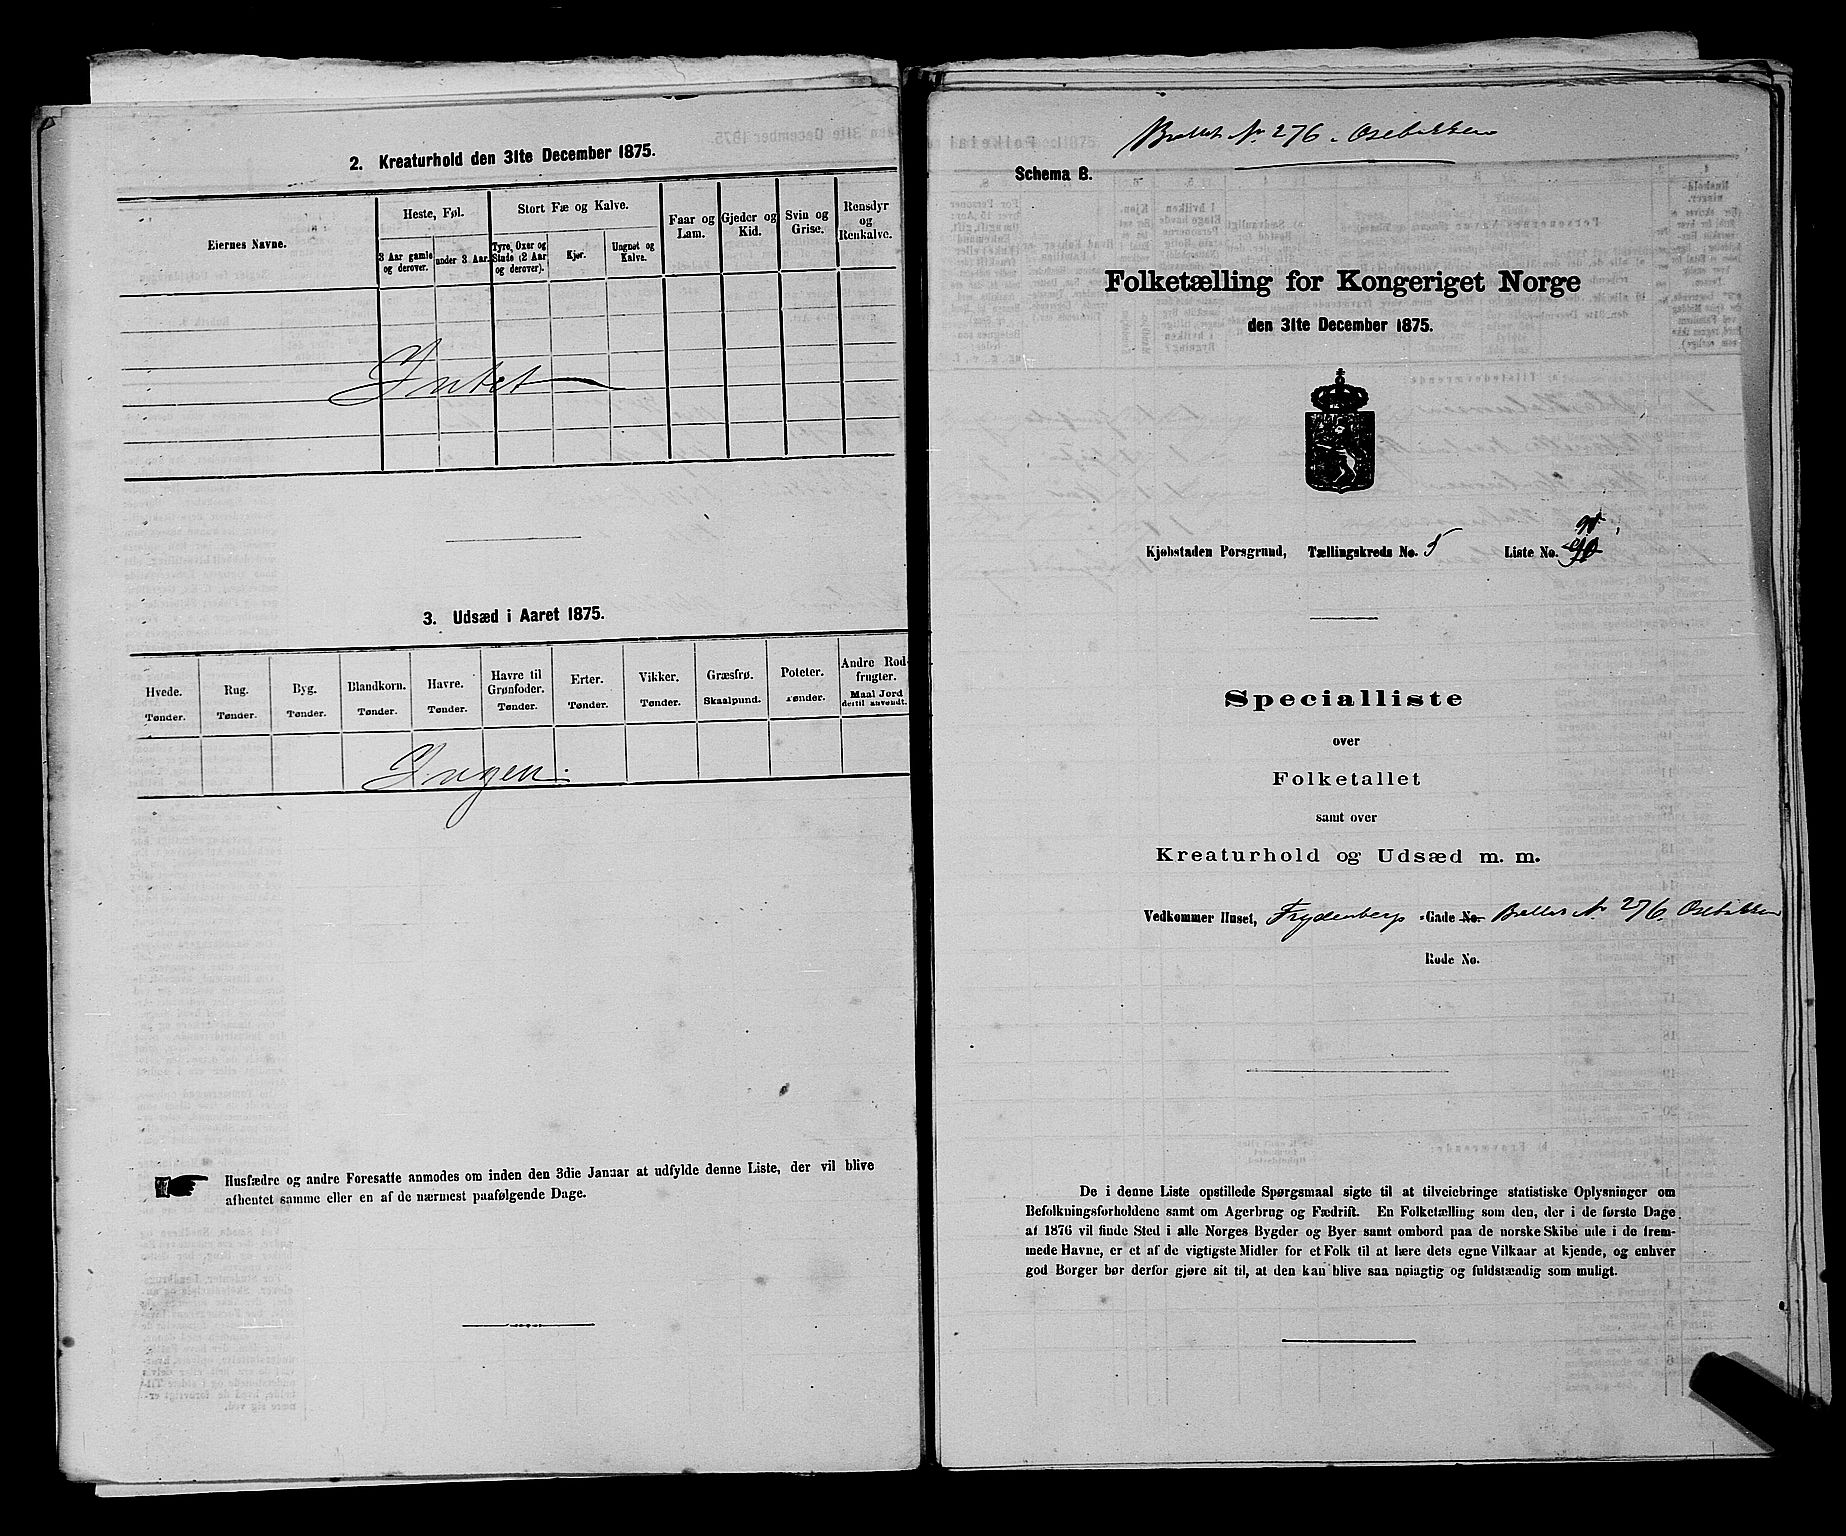 2. Kreaturhold den 31te December 1875.
Eiernes Navne.
Heste, Føl.
3 Aar gamle og derover.
under 3 Aar.
Stort Fæ og Kalve.
Tyre, Oxer og Stude (2 Aar og derover).
Kjør.
Ungnøt og Kalve.
Faar og Lam.
Gjeder og Kid.
Svin og Grise.
Rensdyr og Renkalve.
Intet
3. Udsæd i Aaret 1875.
Hvede. Tønder.
Rug. Tønder.
Byg. Tønder.
Blandkorn. Tønder.
Havre. Tønder.
Havre til Grønfoder. Tønder.
Erter. Tønder.
Vikker. Tønder.
Græsfrø. Skaalpund.
Poteter. Tønder.
Andre Rodfrugter. Maal Jord dertil anvendt.
Ingen.
Husfædre og andre Foresatte anmodes om inden den 3die Januar at udfylde denne Liste, der vil blive
afhentet samme eller en af de nærmest paafølgende Dage.
No 276. Osebakken
Schema B.
Folketælling for Kongeriget Norge
den 31te December 1875.
Kjøbstaden Porsgrund, Tællingskreds No. 5 Liste No.
Specialliste
over
Folketallet
samt over
Kreaturhold og Udsæd m. m.
Vedkommer Huset, Frydenberg -Gade No. No 276. Osebakken
Rode No.
De i denne Liste opstillede Spørgsmaal sigte til at tilveiebringe statistiske Oplysninger om
Befolkningsforholdene samt om Agerbrug og Fædrift. En Folketælling som den, der i de første Dage
af 1876 vil finde Sted i alle Norges Bygder og Byer samt ombord paa de norske Skibe ude i de frem-
mede Havne, er et af de vigtigste Midler for et Folk til at lære dets egne Vilkaar at kjende, og enhver
god Borger bør derfor gjøre sit til, at den kan blive saa nøiagtig og fuldstændig som muligt.